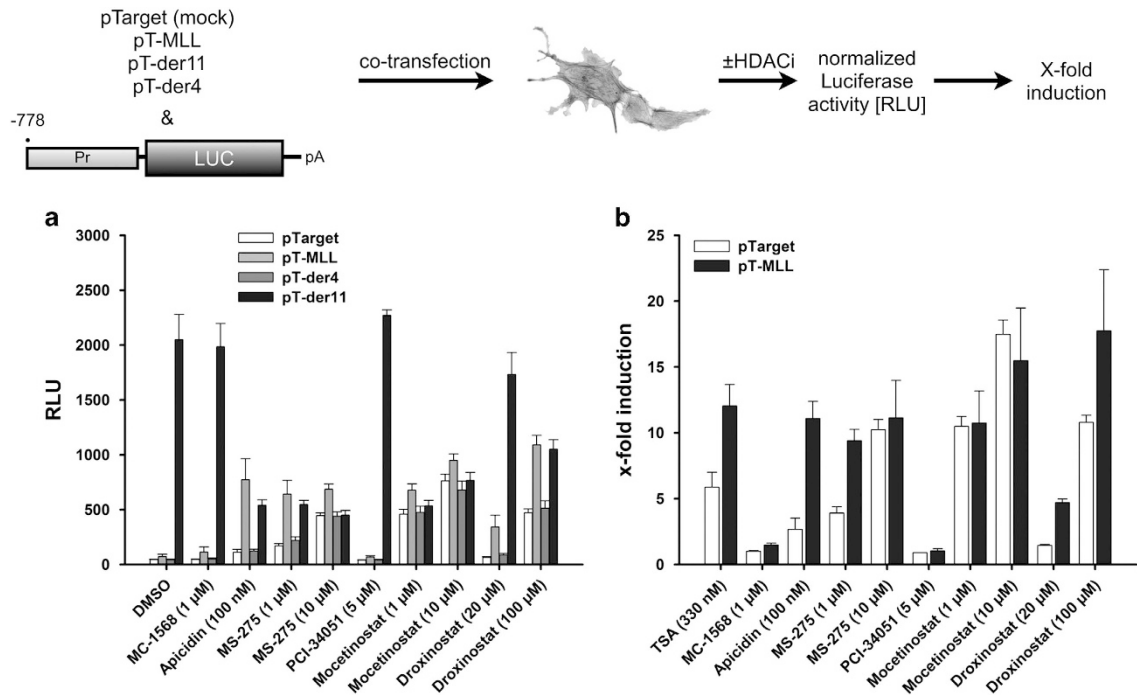 pTarget (mock)
pT-MLL
pT-der11
pT-der4
&
-778
Pr
LUC
pA
co-transfection
±HDACi
normalized
Luciferase
activity [RLU]
X-fold
induction
a
3000
2500
2000
1500
1000
500
0
RLU
pTarget
pT-MLL
pT-der4
pT-der11
DMSO
MC-1568 (1 µM)
Apicidin (100 nM)
MS-275 (1 µM)
MS-275 (10 µM)
PCI-34051 (5 µM)
Mocetinostat (1 µM)
Mocetinostat (10 µM)
Droxinostat (20 µM)
Droxinostat (100 µM)
b
25
20
15
10
5
0
x-fold induction
pTarget
pT-MLL
TSA (330 nM)
MC-1568 (1 µM)
Apicidin (100 nM)
MS-275 (1 µM)
MS-275 (10 µM)
PCI-34051 (5 µM)
Mocetinostat (1 µM)
Mocetinostat (10 µM)
Droxinostat (20 µM)
Droxinostat (100 µM)